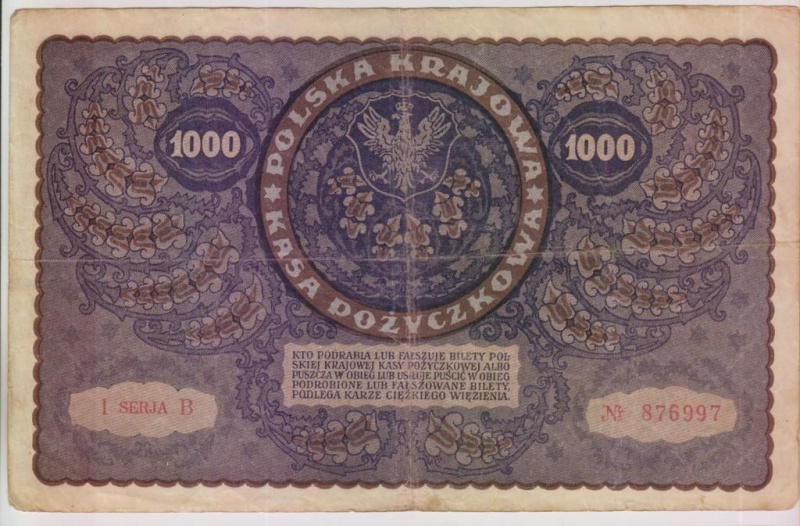 POLSKA KRAJOWA
1000
1000
KASA POŻYCZKOWA
KTO PODRABIA LUB FAŁSZUJE BILETY POL
SKIEJ KRAJOWEJ KASY POŻYCZKOWEJ ALBO
PUSZCZA W OBIEG LUB USIŁUJE PUŚCIĆ W OBIEG
PODROBIONE LUB FAŁSZOWANE BILETY,
PODLEGA KARZE CIĘŻKIEGO WIĘZIENIA.
I SERJA B
№ 876997